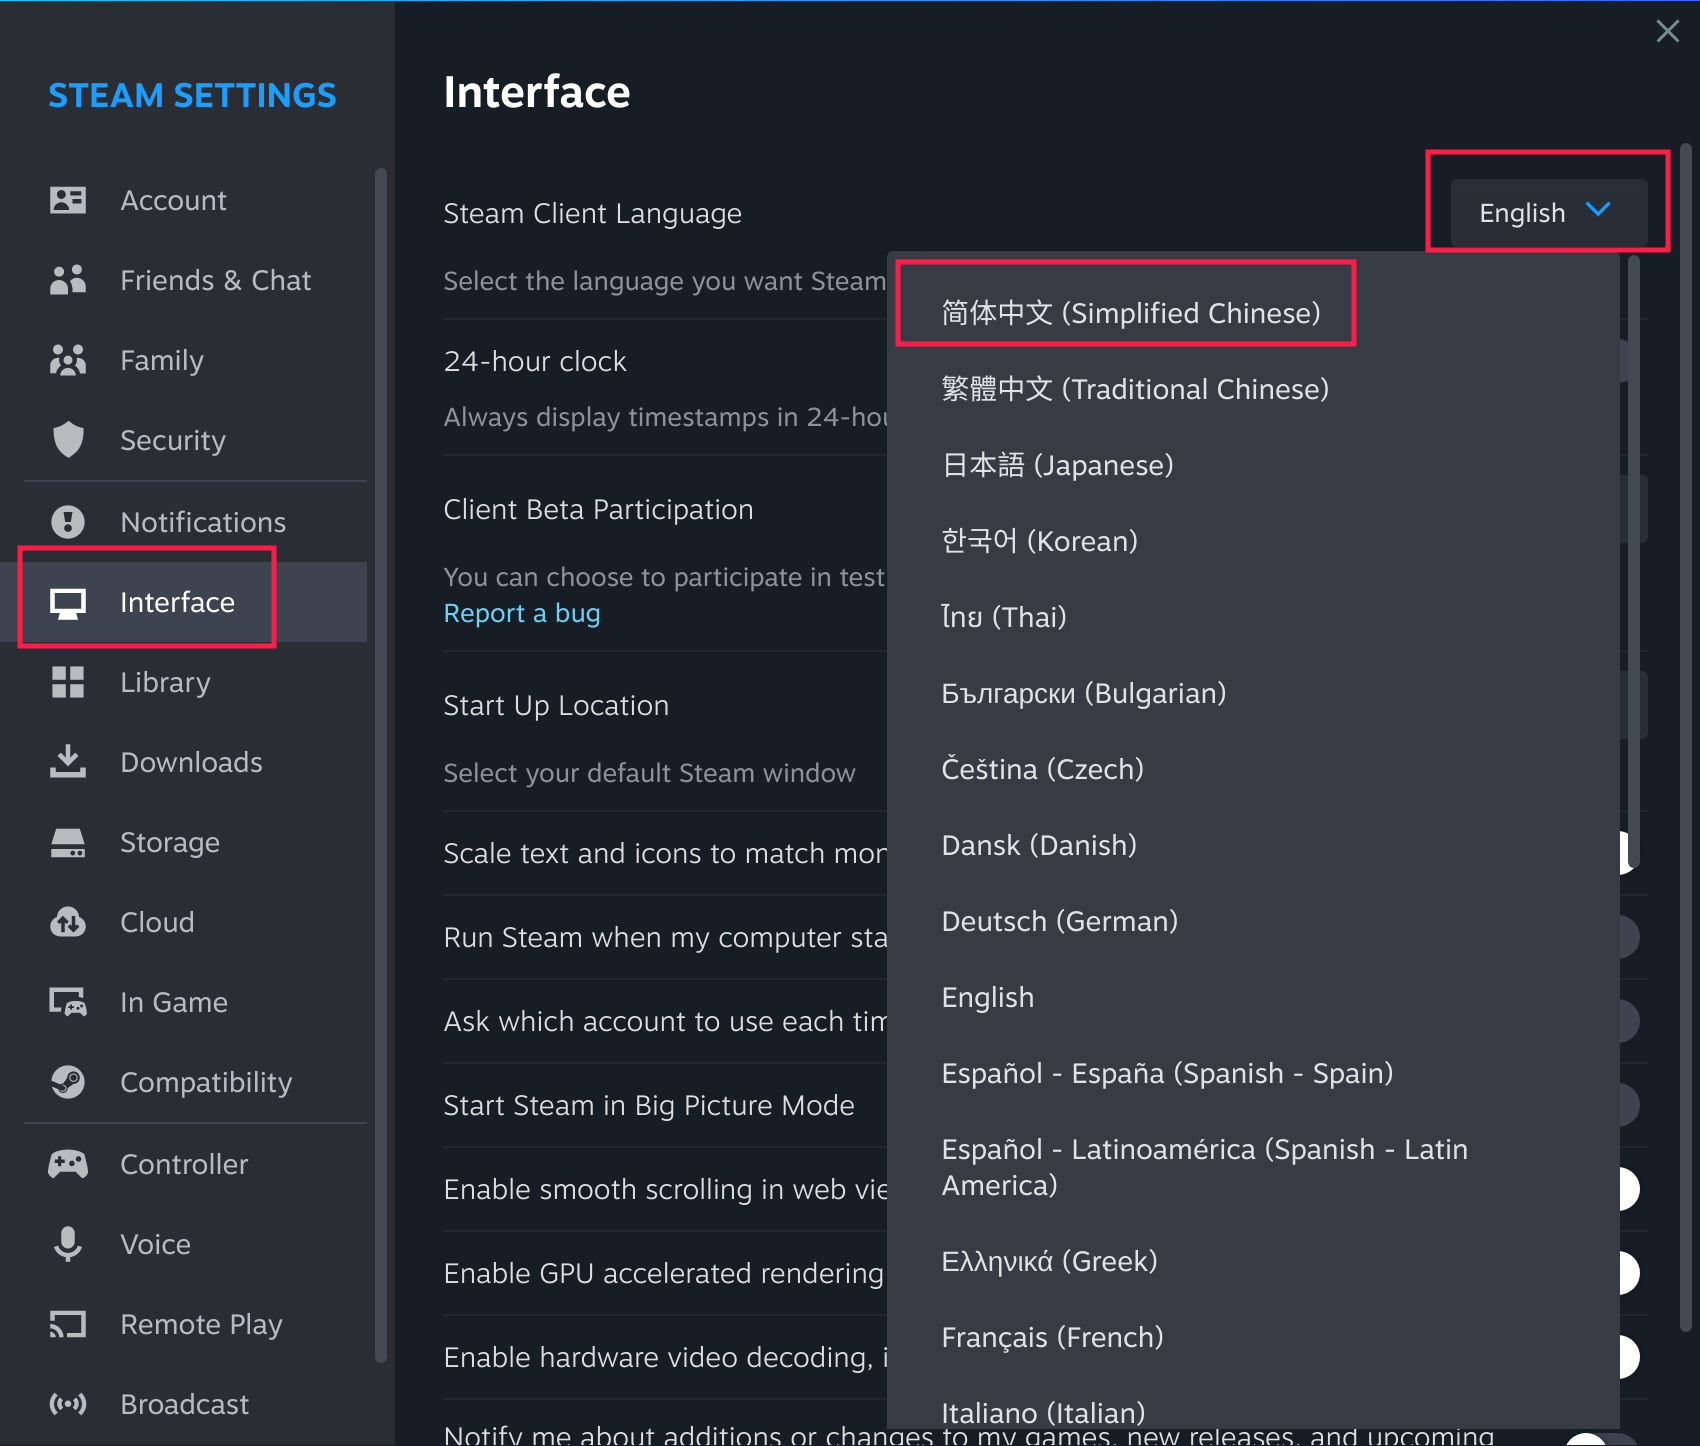 STEAM SETTINGS
Account
Friends & Chat
Family
Security
Notifications
Interface
Library
Downloads
Storage
Cloud
In Game
Compatibility
Controller
Voice
Remote Play
Broadcast
Interface
Steam Client Language
English
Select the language you want Steam
24-hour clock
Always display timestamps in 24-hou
Client Beta Participation
You can choose to participate in test
Report a bug
Start Up Location
Select your default Steam window
Scale text and icons to match mon
Run Steam when my computer sta
Ask which account to use each tim
Start Steam in Big Picture Mode
Enable smooth scrolling in web vie
Enable GPU accelerated rendering
Enable hardware video decoding, i
Notify me about additions or changes to my games, new releases, and upcoming
简体中文 (Simplified Chinese)
繁體中文 (Traditional Chinese)
日本語 (Japanese)
한국어 (Korean)
ไทย (Thai)
Български (Bulgarian)
Čeština (Czech)
Dansk (Danish)
Deutsch (German)
English
Español - España (Spanish - Spain)
Español - Latinoamérica (Spanish - Latin
America)
Ελληνικά (Greek)
Français (French)
Italiano (Italian)